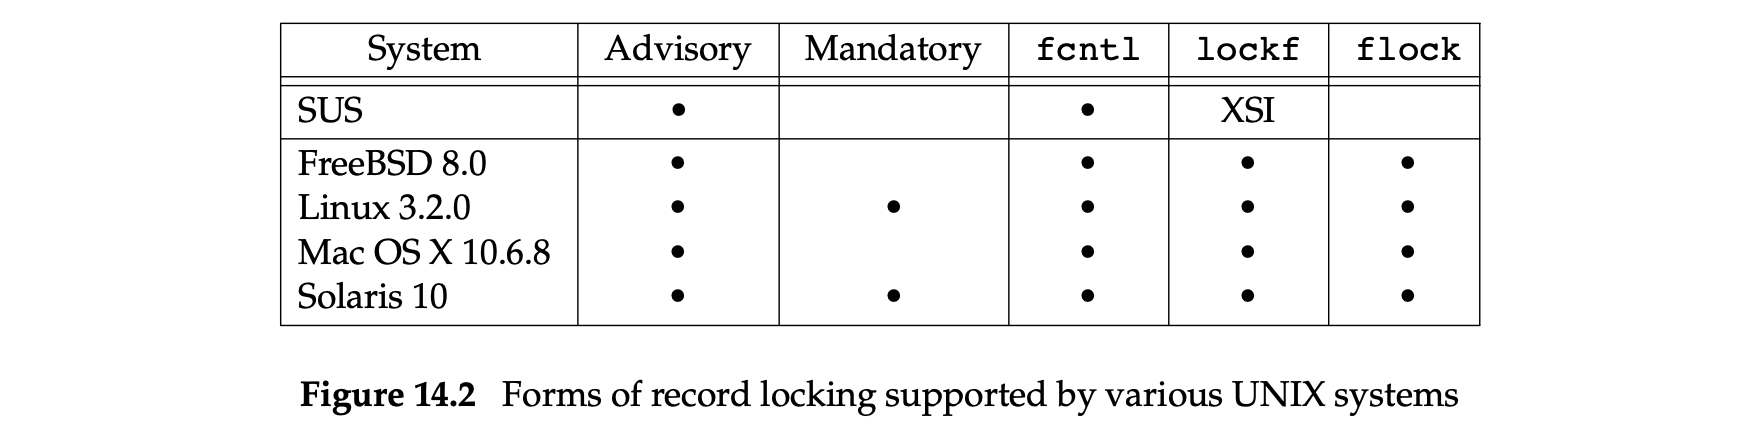 System Advisory Mandatory fcntl lockf flock
SUS • • XSI
FreeBSD 8.0 • • • •
Linux 3.2.0 • • • • •
Mac OS X 10.6.8 • • • •
Solaris 10 • • • • •
Figure 14.2 Forms of record locking supported by various UNIX systems